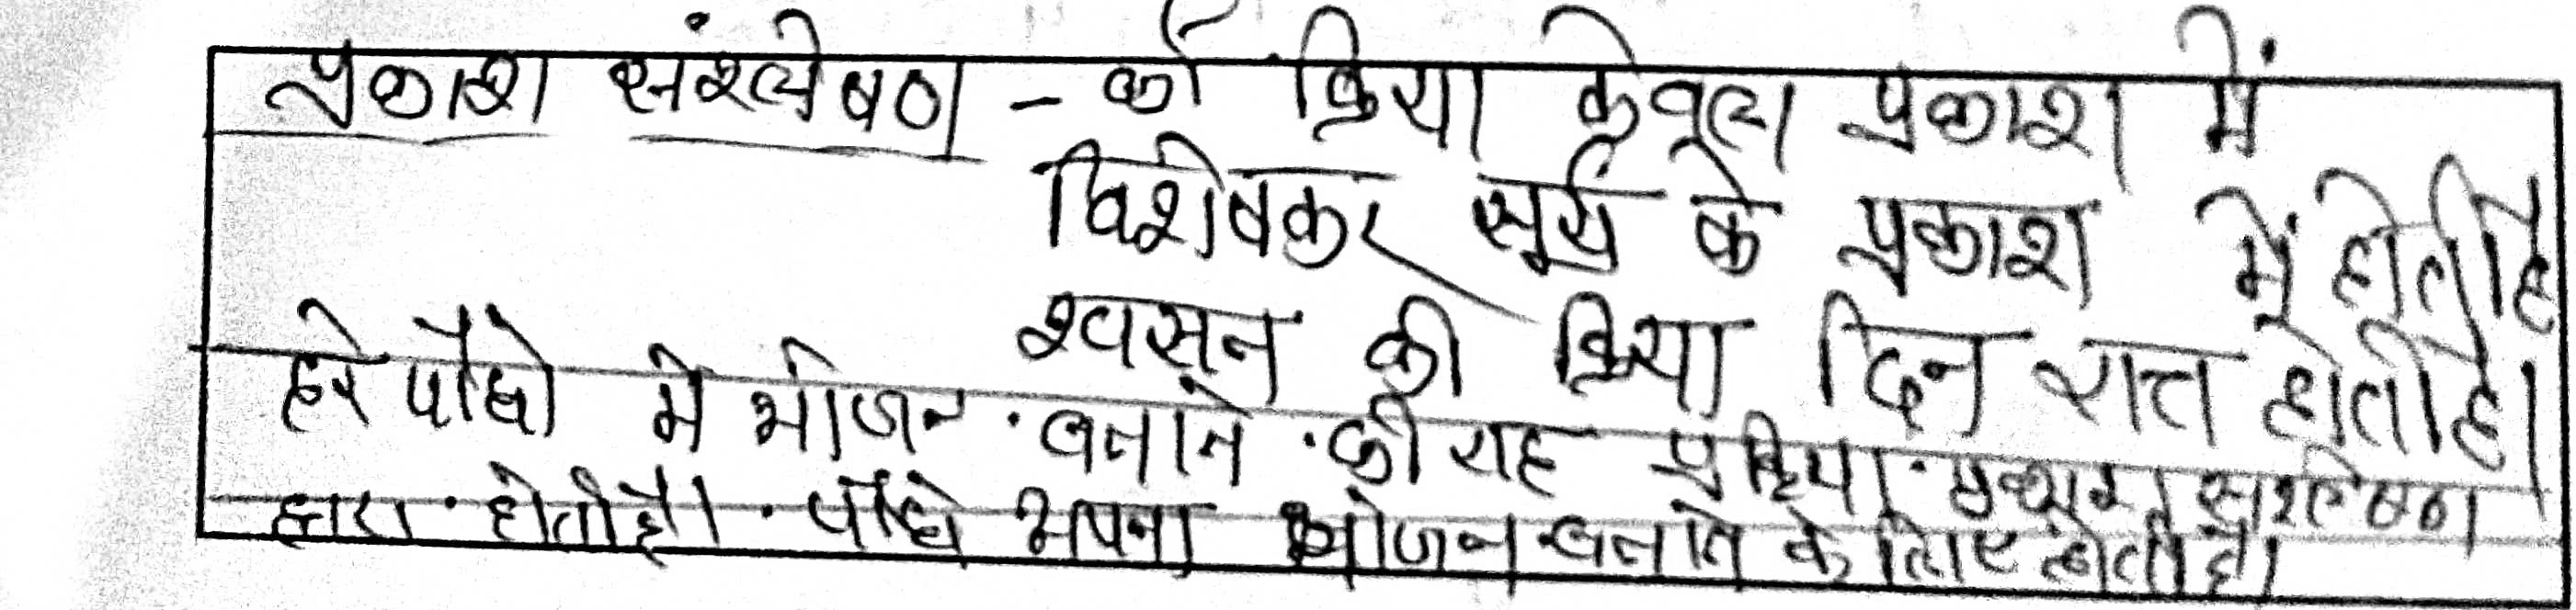 प्रकाश संश्लेषण - की क्रिया केवल प्रकाश में
विशेषकर सूर्य के प्रकाश में होती है
श्वसन की क्रिया दिन रात होती है।
हरे पौधो मे भोजन बनाने की यह प्रक्रिया प्रकाश संश्लेषण
द्वारा होती है। पौधे अपना भोजन बनाने के लिए होती है।